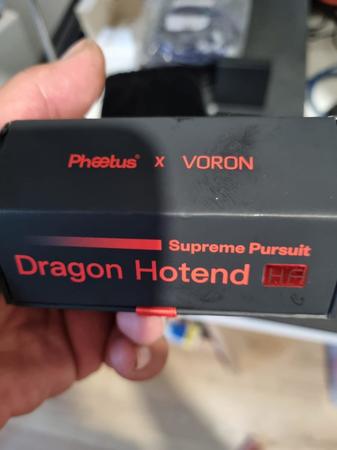 Phaetus® x VORON
Supreme Pursuit
Dragon Hotend HF